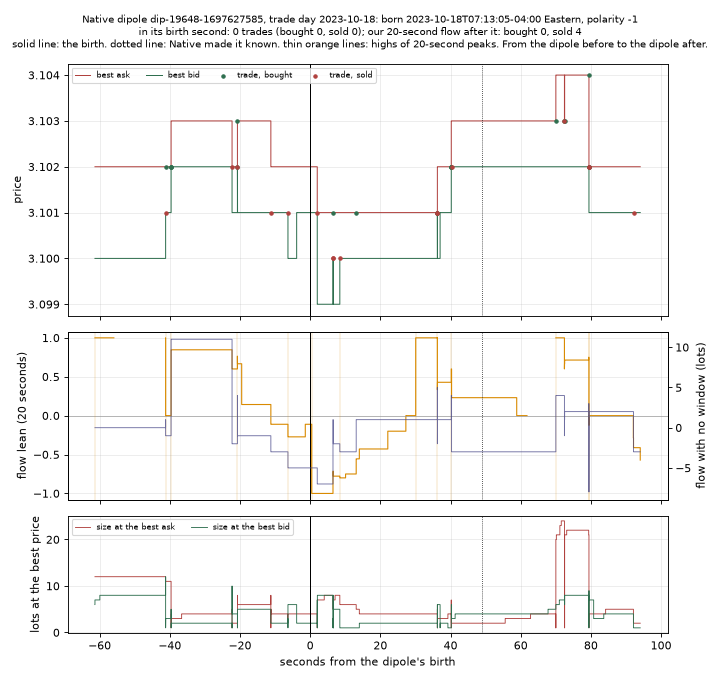 Native dipole dip-19648-1697627585, trade day 2023-10-18: born 2023-10-18T07:13:05-04:00 Eastern, polarity -1
in its birth second: 0 trades (bought 0, sold 0); our 20-second flow after it: bought 0, sold 4
solid line: the birth. dotted line: Native made it known. thin orange lines: highs of 20-second peaks. From the dipole before to the dipole after.
best ask
best bid
trade, bought
trade, sold
3.104
3.103
3.102
3.101
3.100
3.099
price
1.0
0.5
0.0
−0.5
−1.0
flow lean (20 seconds)
10
5
0
−5
flow with no window (lots)
size at the best ask
size at the best bid
20
10
0
lots at the best price
−60
−40
−20
0
20
40
60
80
100
seconds from the dipole's birth